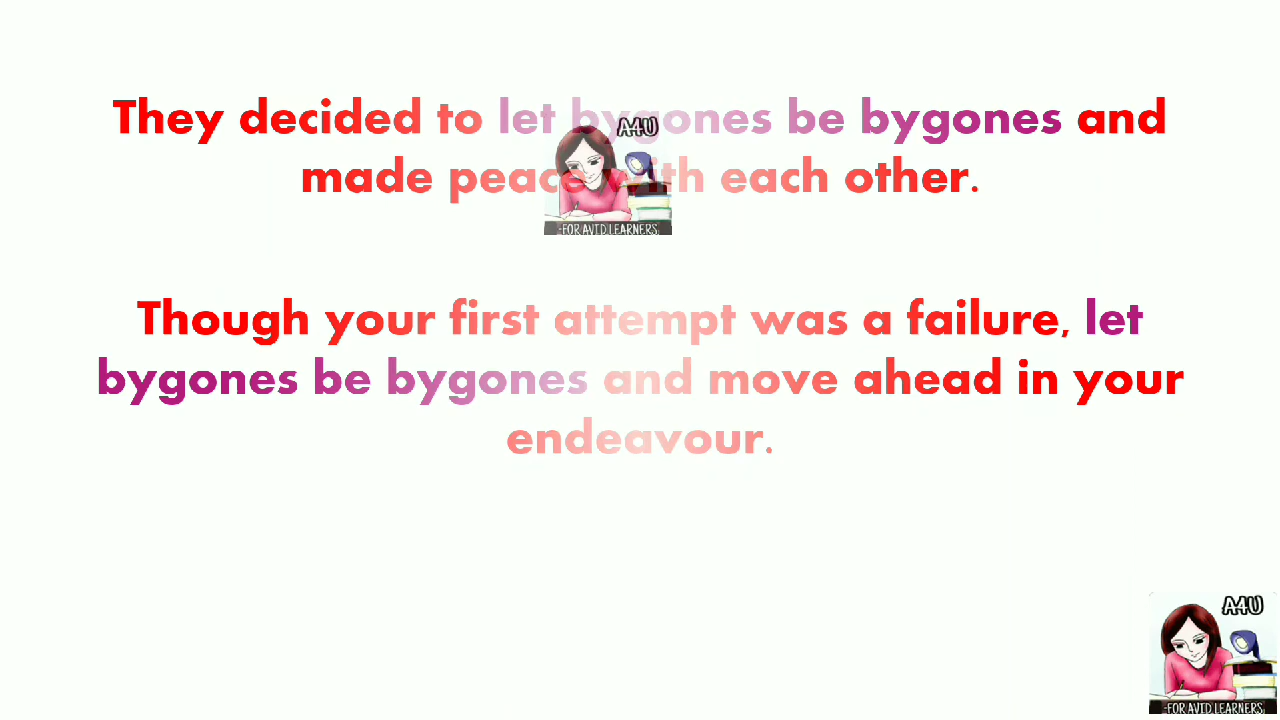 They decided to let bygones be bygones and
made peace with each other.
A4U
-FOR AVID LEARNERS
Though your first attempt was a failure, let
bygones be bygones and move ahead in your
endeavour.
A4U
-FOR AVID LEARNERS